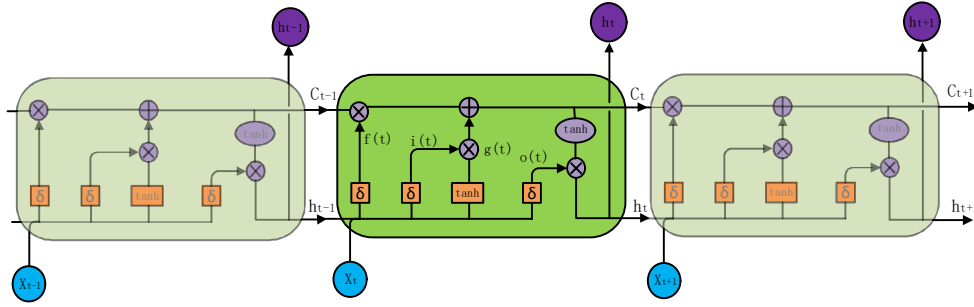 ht-1
ht
ht+1
Ct-1
Ct
Ct+1
tanh
f(t)
i(t)
g(t)
o(t)
tanh
tanh
δ
δ
tanh
δ
δ
δ
tanh
δ
δ
δ
tanh
δ
ht-1
ht
ht+
Xt-1
Xt
Xt+1